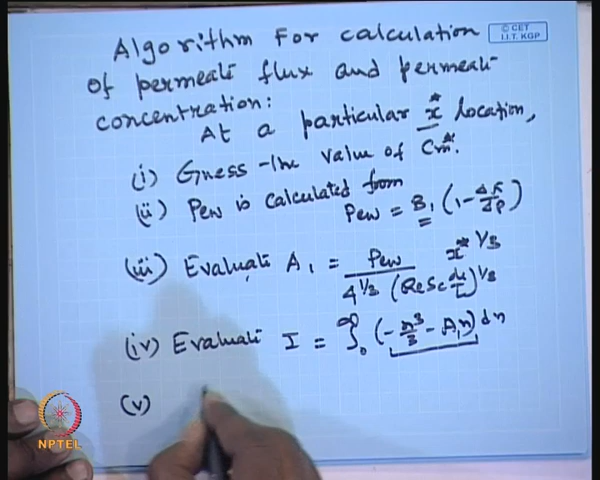 © CET
I.I.T. KGP
Algorithm For calculation
of permeate flux and permeate
concentration:
At a particular x* location,
(i) Guess the value of Cm*.
(ii) Pew is calculated from
Pew = B₁ (1 - Δπ/ΔP)
(iii) Evaluate A₁ = Pew / 4^1/3 (ReSc de/L)^1/3 x*^1/3
(iv) Evaluate I = ∫₀^∞ (-η³/3 - A₁η) dη
(v)
NPTEL